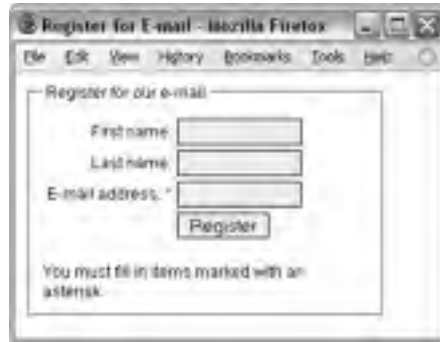 Register for E-mail - Mozilla Firefox
File Edit View History Bookmarks Tools Help
Register for our e-mail
First name
Last name
E-mail address: *
Register
You must fill in items marked with an
asterisk